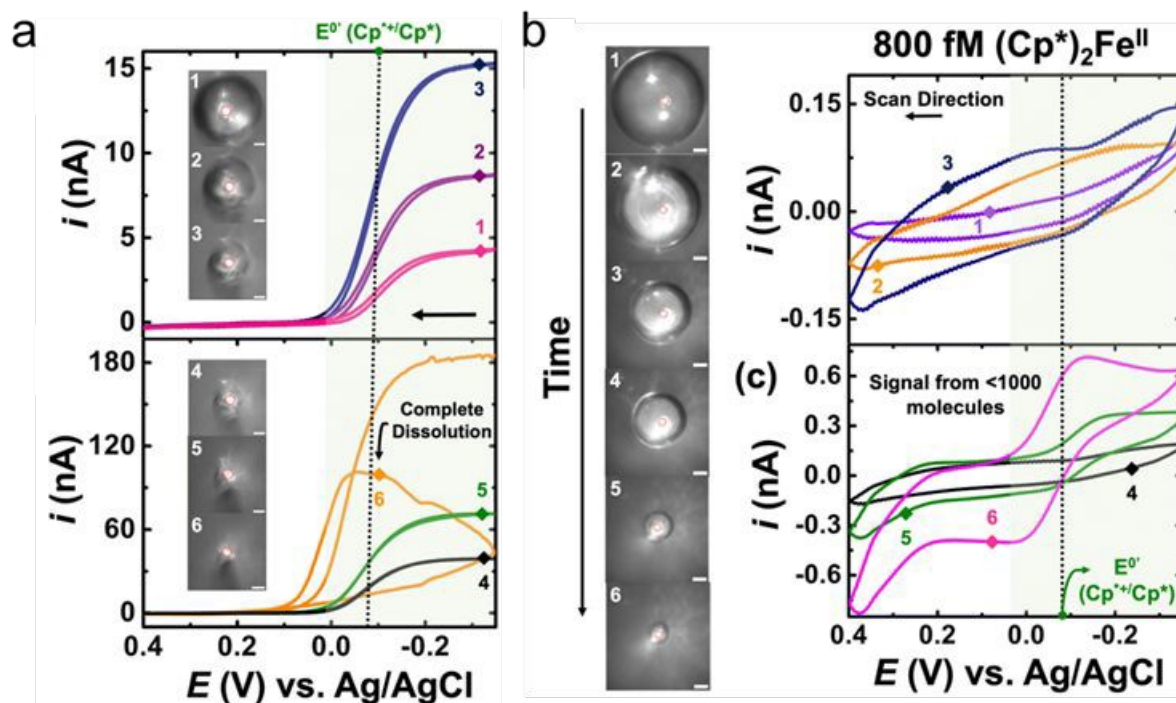 a
E⁰' (Cp*⁺/Cp*)
15
10
5
0
i (nA)
1
2
3
3
2
1
180
120
60
0
i (nA)
4
5
6
Complete
Dissolution
6
5
4
0.4 0.2 0.0 -0.2
E (V) vs. Ag/AgCl
b
Time
1
2
3
4
5
6
800 fM (Cp*)₂Feᴵᴵ
Scan Direction
0.15
0.00
-0.15
i (nA)
3
1
2
(c)
Signal from <1000
molecules
0.6
0.3
0.0
-0.3
-0.6
i (nA)
4
5
6
E⁰'
(Cp*⁺/Cp*)
0.4 0.2 0.0 -0.2
E (V) vs. Ag/AgCl